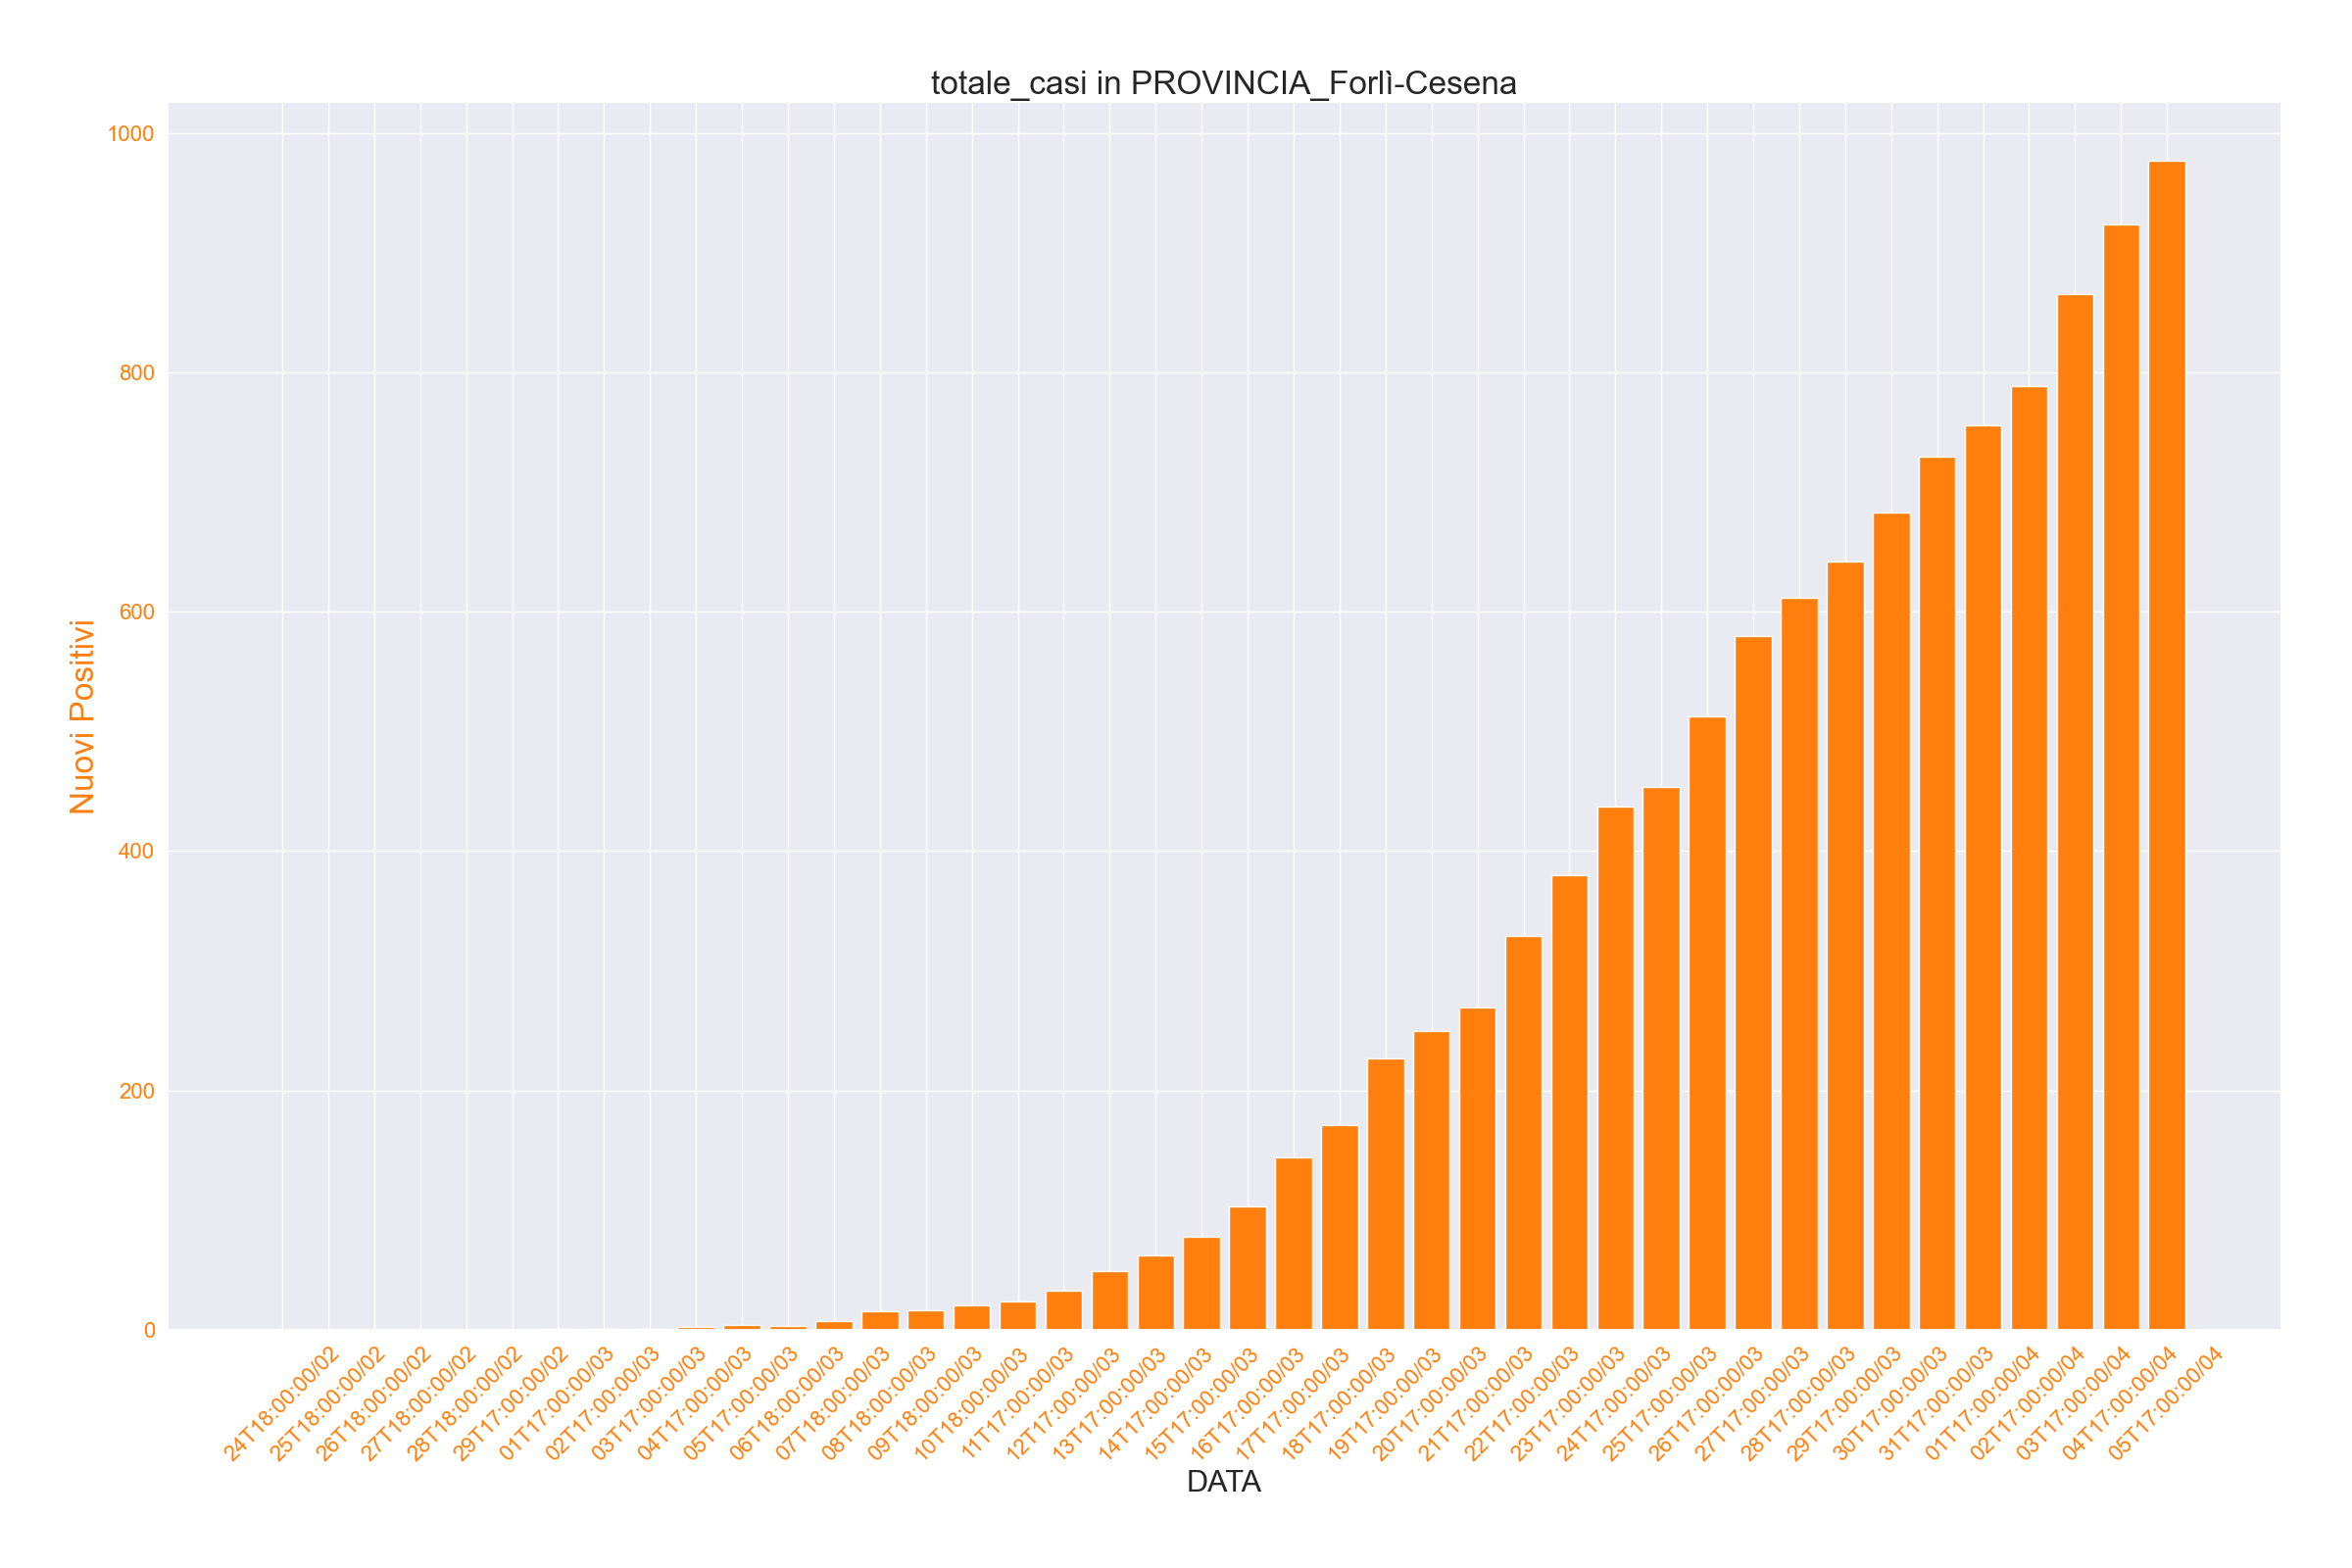 totale_casi in PROVINCIA_Forlì-Cesena
1000
800
600
400
200
0
Nuovi Positivi
24T18:00:00/02
25T18:00:00/02
26T18:00:00/02
27T18:00:00/02
28T18:00:00/02
29T17:00:00/02
01T17:00:00/03
02T17:00:00/03
03T17:00:00/03
04T17:00:00/03
05T17:00:00/03
06T18:00:00/03
07T18:00:00/03
08T18:00:00/03
09T18:00:00/03
10T18:00:00/03
11T17:00:00/03
12T17:00:00/03
13T17:00:00/03
14T17:00:00/03
15T17:00:00/03
16T17:00:00/03
17T17:00:00/03
18T17:00:00/03
19T17:00:00/03
20T17:00:00/03
21T17:00:00/03
22T17:00:00/03
23T17:00:00/03
24T17:00:00/03
25T17:00:00/03
26T17:00:00/03
27T17:00:00/03
28T17:00:00/03
29T17:00:00/03
30T17:00:00/03
31T17:00:00/03
01T17:00:00/04
02T17:00:00/04
03T17:00:00/04
04T17:00:00/04
05T17:00:00/04
DATA